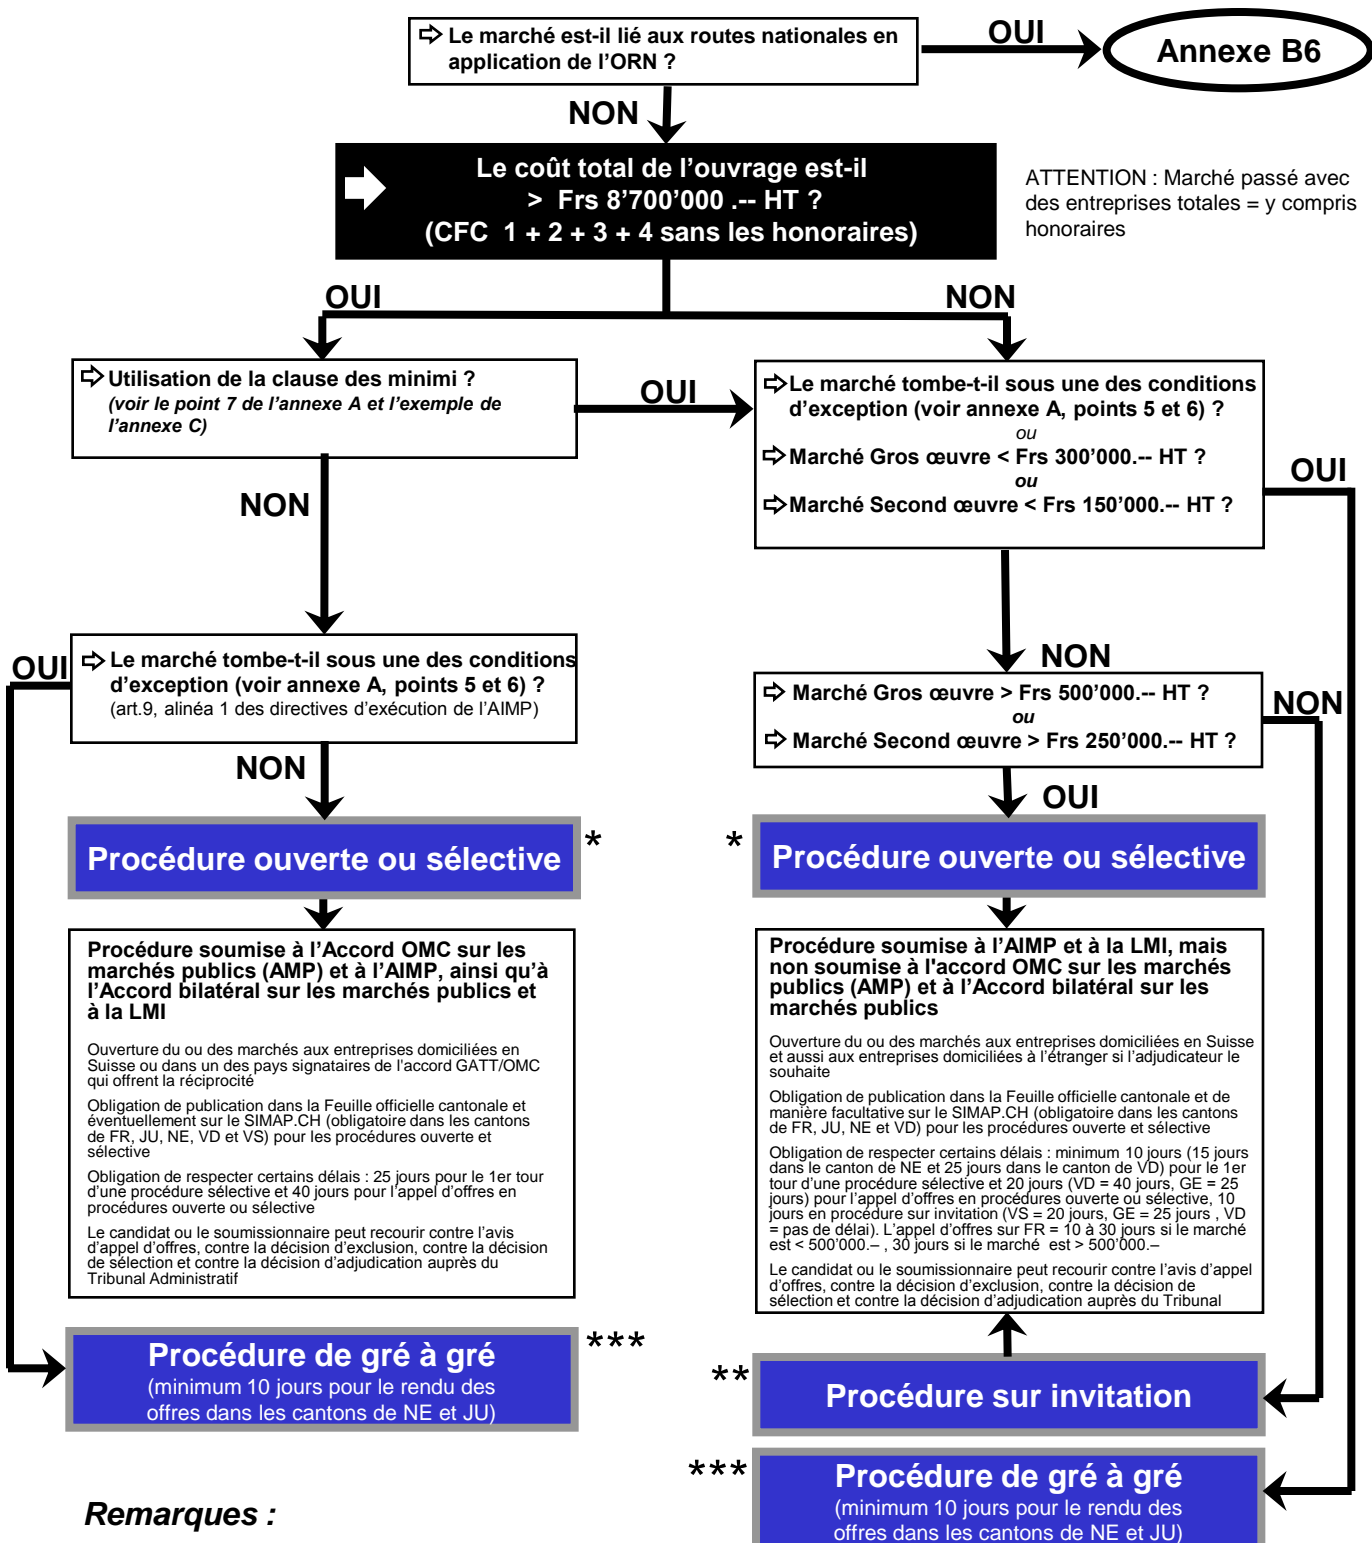 Le marché est-il lié aux routes nationales en
application de l'ORN ?
OUI
Annexe B6
NON
Le coût total de l'ouvrage est-il
> Frs 8'700'000 .-- HT ?
(CFC 1 + 2 + 3 + 4 sans les honoraires)
ATTENTION : Marché passé avec
des entreprises totales = y compris
honoraires
OUI
NON
Utilisation de la clause des minimi ?
(voir le point 7 de l'annexe A et l'exemple de
l'annexe C)
OUI
Le marché tombe-t-il sous une des conditions
d'exception (voir annexe A, points 5 et 6) ?
ou
Marché Gros œuvre < Frs 300'000.-- HT ?
ou
Marché Second œuvre < Frs 150'000.-- HT ?
OUI
NON
OUI
Le marché tombe-t-il sous une des conditions
d'exception (voir annexe A, points 5 et 6) ?
(art.9, alinéa 1 des directives d'exécution de l'AIMP)
NON
Marché Gros œuvre > Frs 500'000.-- HT ?
ou
Marché Second œuvre > Frs 250'000.-- HT ?
NON
NON
OUI
Procédure ouverte ou sélective
*
*
Procédure ouverte ou sélective
Procédure soumise à l'Accord OMC sur les
marchés publics (AMP) et à l'AIMP, ainsi qu'à
l'Accord bilatéral sur les marchés publics et
à la LMI
Ouverture du ou des marchés aux entreprises domiciliées en
Suisse ou dans un des pays signataires de l'accord GATT/OMC
qui offrent la réciprocité
Obligation de publication dans la Feuille officielle cantonale et
éventuellement sur le SIMAP.CH (obligatoire dans les cantons
de FR, JU, NE, VD et VS) pour les procédures ouverte et
sélective
Obligation de respecter certains délais : 25 jours pour le 1er tour
d'une procédure sélective et 40 jours pour l'appel d'offres en
procédures ouverte ou sélective
Le candidat ou le soumissionnaire peut recourir contre l'avis
d'appel d'offres, contre la décision d'exclusion, contre la décision
de sélection et contre la décision d'adjudication auprès du
Tribunal Administratif
Procédure soumise à l'AIMP et à la LMI, mais
non soumise à l'accord OMC sur les marchés
publics (AMP) et à l'Accord bilatéral sur les
marchés publics
Ouverture du ou des marchés aux entreprises domiciliées en Suisse
et aussi aux entreprises domiciliées à l'étranger si l'adjudicateur le
souhaite
Obligation de publication dans la Feuille officielle cantonale et de
manière facultative sur le SIMAP.CH (obligatoire dans les cantons
de FR, JU, NE et VD) pour les procédures ouverte et sélective
Obligation de respecter certains délais : minimum 10 jours (15 jours
dans le canton de NE et 25 jours dans le canton de VD) pour le 1er
tour d'une procédure sélective et 20 jours (VD = 40 jours, GE = 25
jours) pour l'appel d'offres en procédures ouverte ou sélective, 10
jours en procédure sur invitation (VS = 20 jours, GE = 25 jours , VD
= pas de délai). L'appel d'offres sur FR = 10 à 30 jours si le marché
est < 500'000.– , 30 jours si le marché est > 500'000.–
Le candidat ou le soumissionnaire peut recourir contre l'avis d'appel
d'offres, contre la décision d'exclusion, contre la décision de
sélection et contre la décision d'adjudication auprès du Tribunal
Procédure de gré à gré
(minimum 10 jours pour le rendu des
offres dans les cantons de NE et JU)
***
**
Procédure sur invitation
***
Procédure de gré à gré
(minimum 10 jours pour le rendu des
offres dans les cantons de NE et JU)
Remarques :